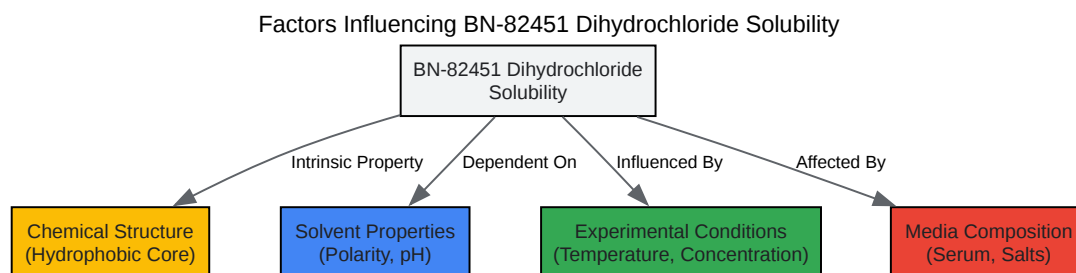 Factors Influencing BN-82451 Dihydrochloride Solubility
BN-82451 Dihydrochloride
Solubility
Intrinsic Property
Dependent On
Influenced By
Affected By
Chemical Structure
(Hydrophobic Core)
Solvent Properties
(Polarity, pH)
Experimental Conditions
(Temperature, Concentration)
Media Composition
(Serum, Salts)